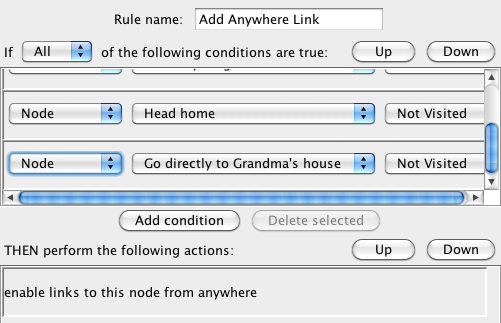 Rule name: Add Anywhere Link
If All of the following conditions are true: Up Down
Node Head home Not Visited
Node Go directly to Grandma's house Not Visited
Add condition Delete selected
THEN perform the following actions: Up Down
enable links to this node from anywhere